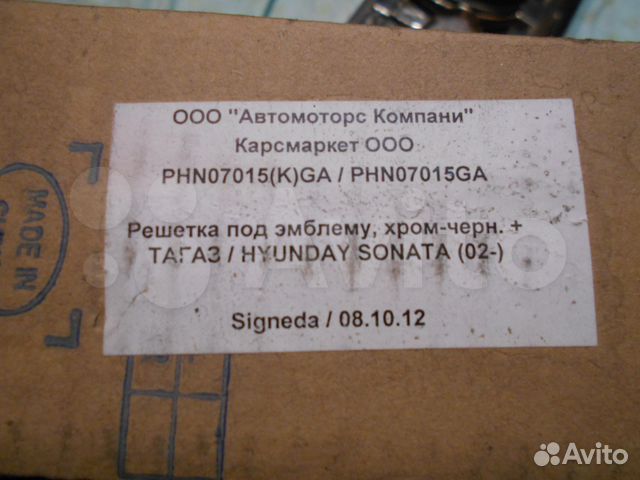 ООО "Автомоторс Компани"
Карсмаркет ООО
PHN07015(K)GA / PHN07015GA
Решетка под эмблему, хром-черн. +
ТАГАЗ / HYUNDAY SONATA (02-)
Signeda / 08.10.12
MADE IN
Avito
Avito